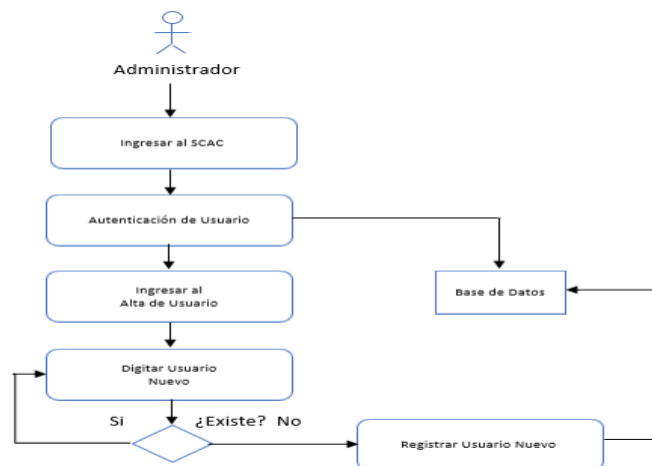 Administrador
Ingresar al SCAC
Autenticación de Usuario
Ingresar al
Alta de Usuario
Base de Datos
Digitar Usuario
Nuevo
Si ¿Existe? No
Registrar Usuario Nuevo